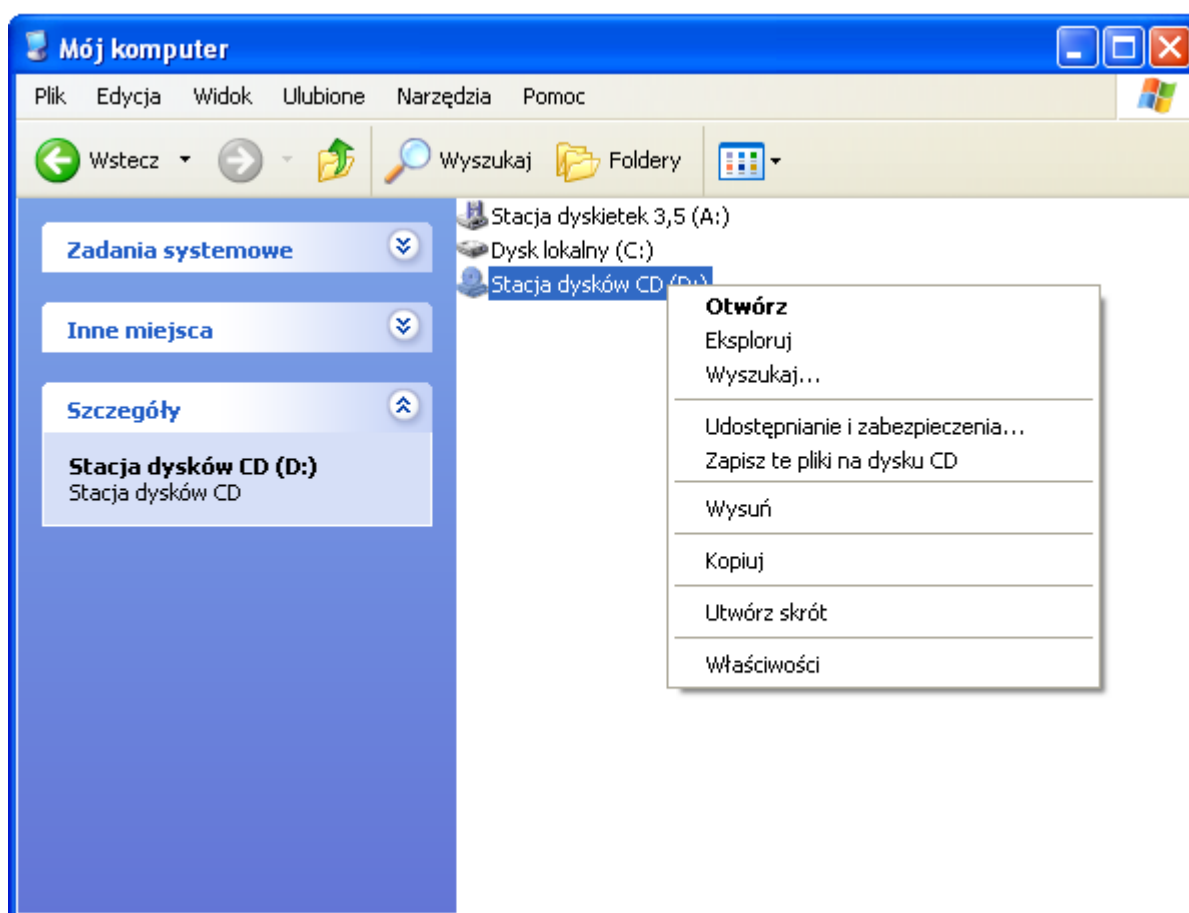 Mój komputer
Plik Edycja Widok Ulubione Narzędzia Pomoc
Wstecz Wyszukaj Foldery
Zadania systemowe
Inne miejsca
Szczegóły
Stacja dysków CD (D:)
Stacja dysków CD
Stacja dyskietek 3,5 (A:)
Dysk lokalny (C:)
Stacja dysków CD (D:)
Otwórz
Eksploruj
Wyszukaj...
Udostępnianie i zabezpieczenia...
Zapisz te pliki na dysku CD
Wysuń
Kopiuj
Utwórz skrót
Właściwości